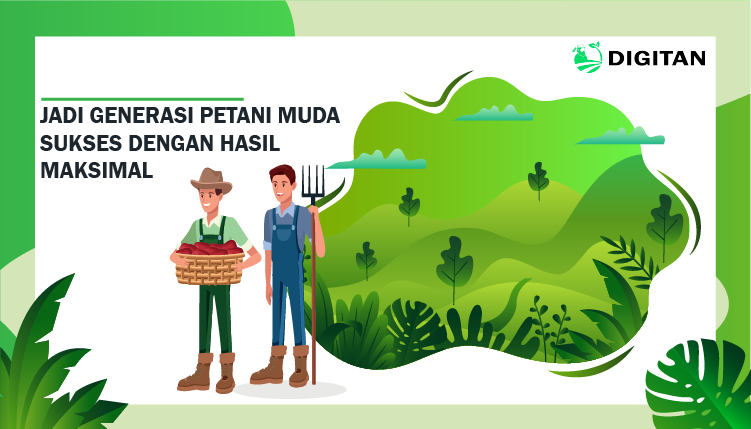 DIGITAN
JADI GENERASI PETANI MUDA
SUKSES DENGAN HASIL
MAKSIMAL